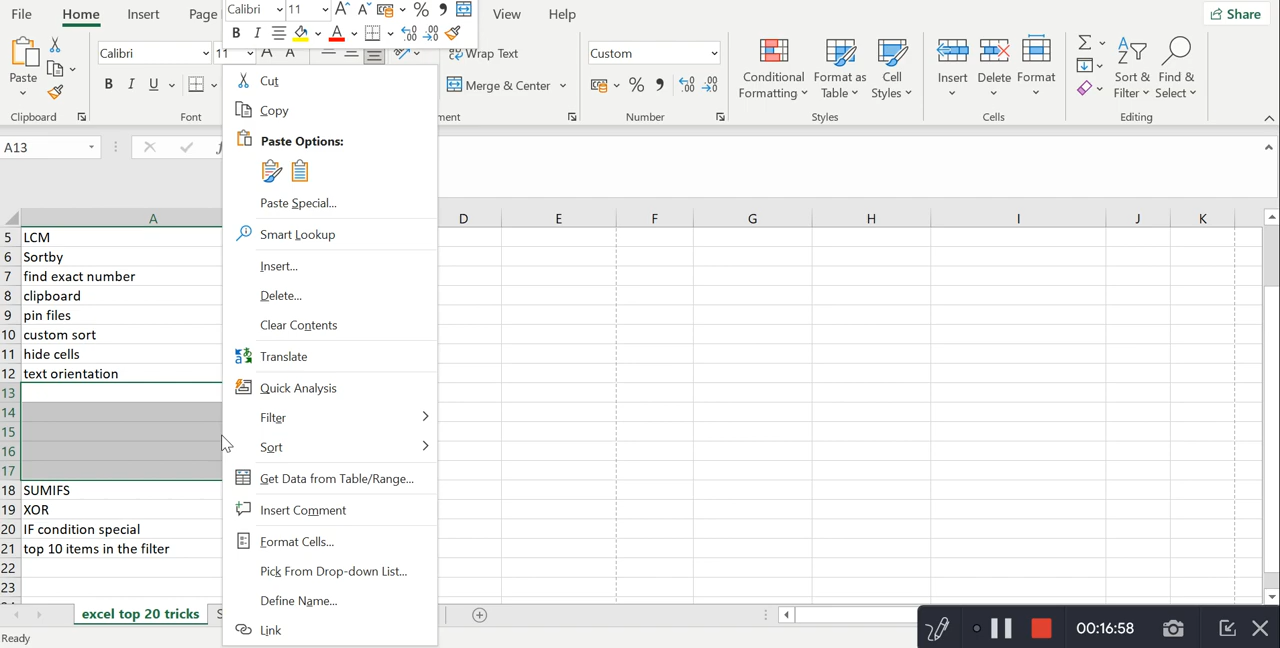 File Home Insert Page View Help Share
Calibri 11
Calibri 11 Wrap Text Custom
Paste Merge & Center
Conditional Formatting Format as Table Cell Styles Insert Delete Format Sort & Filter Find & Select
Clipboard Font ment Number Styles Cells Editing
A13
A D E F G H I J K
5 LCM
6 Sortby
7 find exact number
8 clipboard
9 pin files
10 custom sort
11 hide cells
12 text orientation
13
14
15
16
17
18 SUMIFS
19 XOR
20 IF condition special
21 top 10 items in the filter
22
23
Cut
Copy
Paste Options:
Paste Special...
Smart Lookup
Insert...
Delete...
Clear Contents
Translate
Quick Analysis
Filter
Sort
Get Data from Table/Range...
Insert Comment
Format Cells...
Pick From Drop-down List...
Define Name...
Link
excel top 20 tricks
Ready
00:16:58